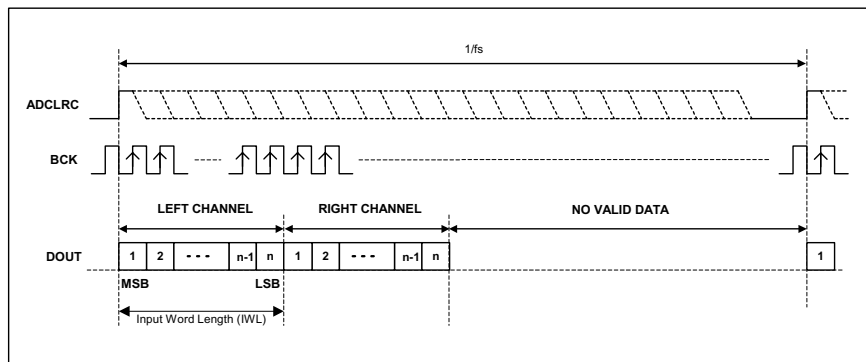 1/fs
ADCLRC
BCK
LEFT CHANNEL RIGHT CHANNEL NO VALID DATA
DOUT 1 2 - - - n-1 n 1 2 - - - n-1 n 1
MSB LSB
Input Word Length (IWL)